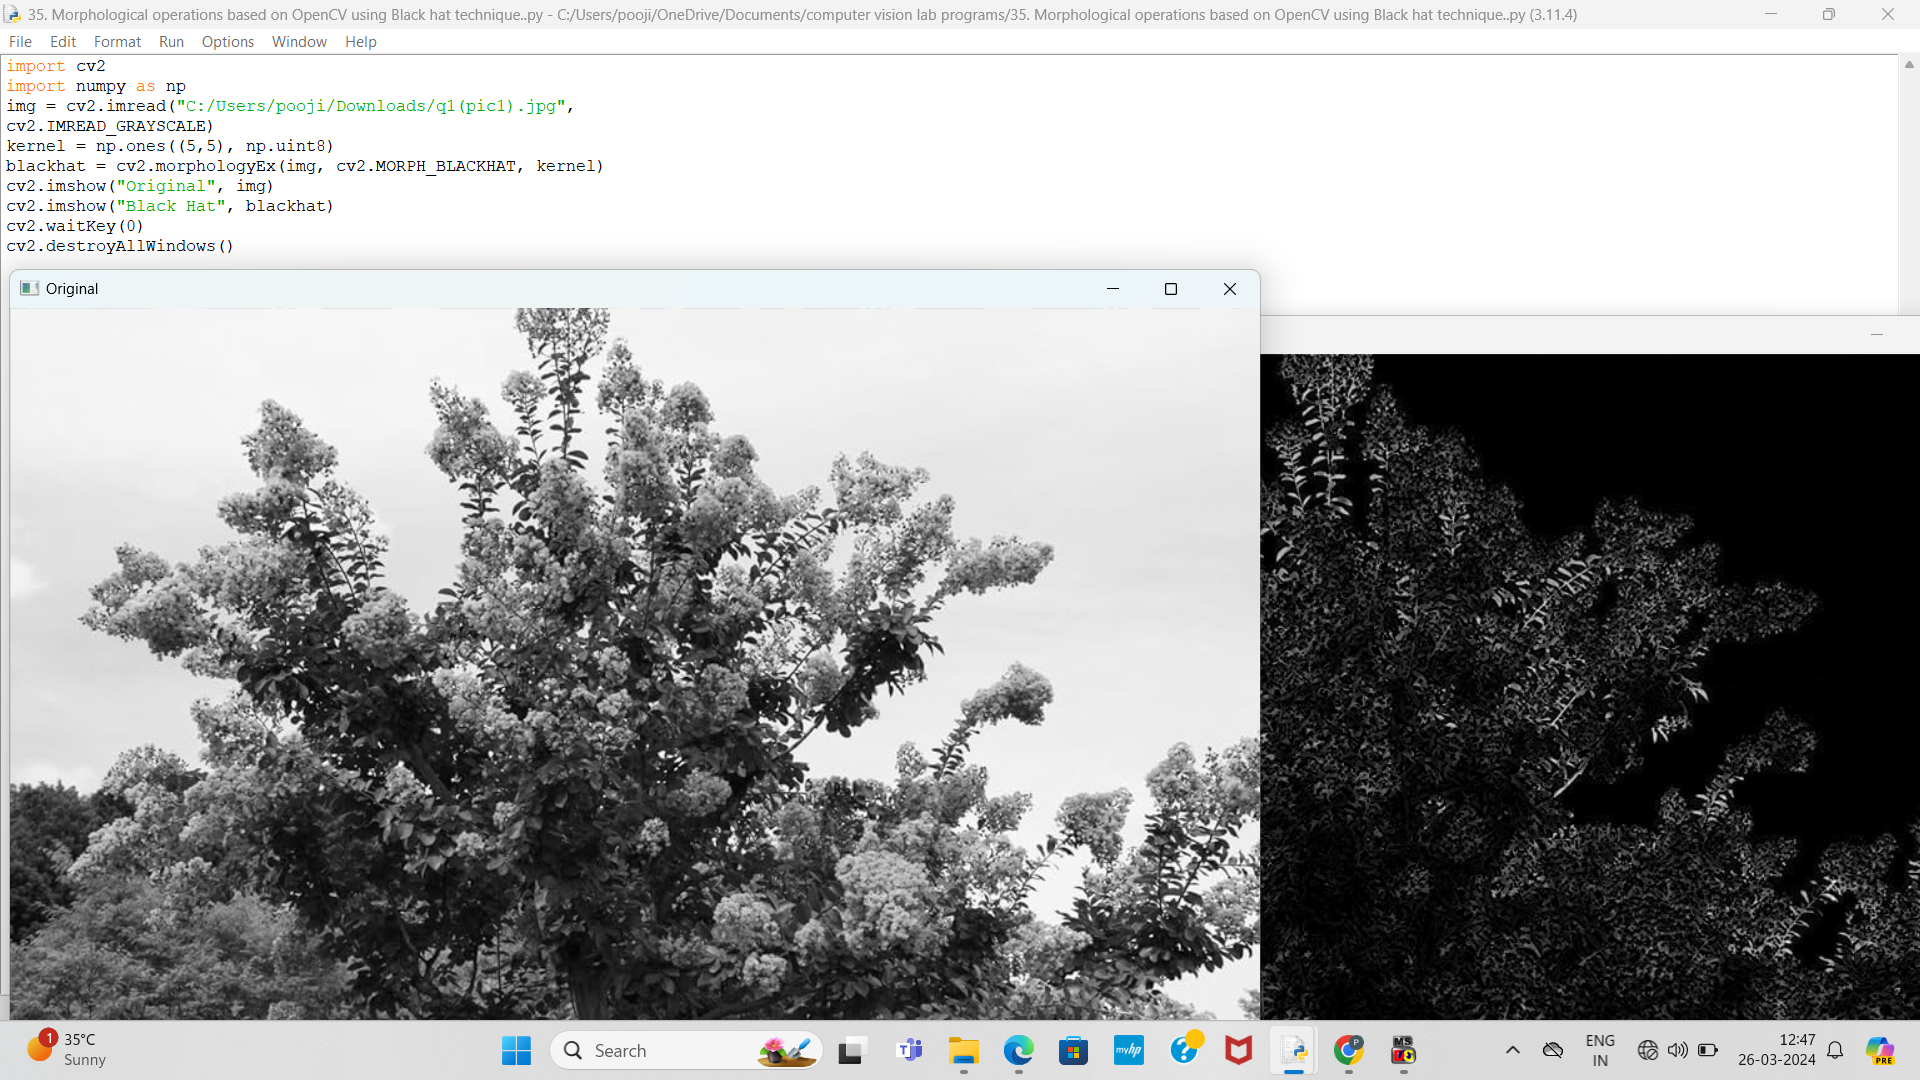 35. Morphological operations based on OpenCV using Black hat technique..py - C:/Users/pooji/OneDrive/Documents/computer vision lab programs/35. Morphological operations based on OpenCV using Black hat technique..py (3.11.4)
File Edit Format Run Options Window Help
import cv2
import numpy as np
img = cv2.imread("C:/Users/pooji/Downloads/q1(pic1).jpg",
cv2.IMREAD_GRAYSCALE)
kernel = np.ones((5,5), np.uint8)
blackhat = cv2.morphologyEx(img, cv2.MORPH_BLACKHAT, kernel)
cv2.imshow("Original", img)
cv2.imshow("Black Hat", blackhat)
cv2.waitKey(0)
cv2.destroyAllWindows()
Original
1
35°C
Sunny
Search
T
myhp
?
P
MS
ENG
IN
12:47
26-03-2024
PRE